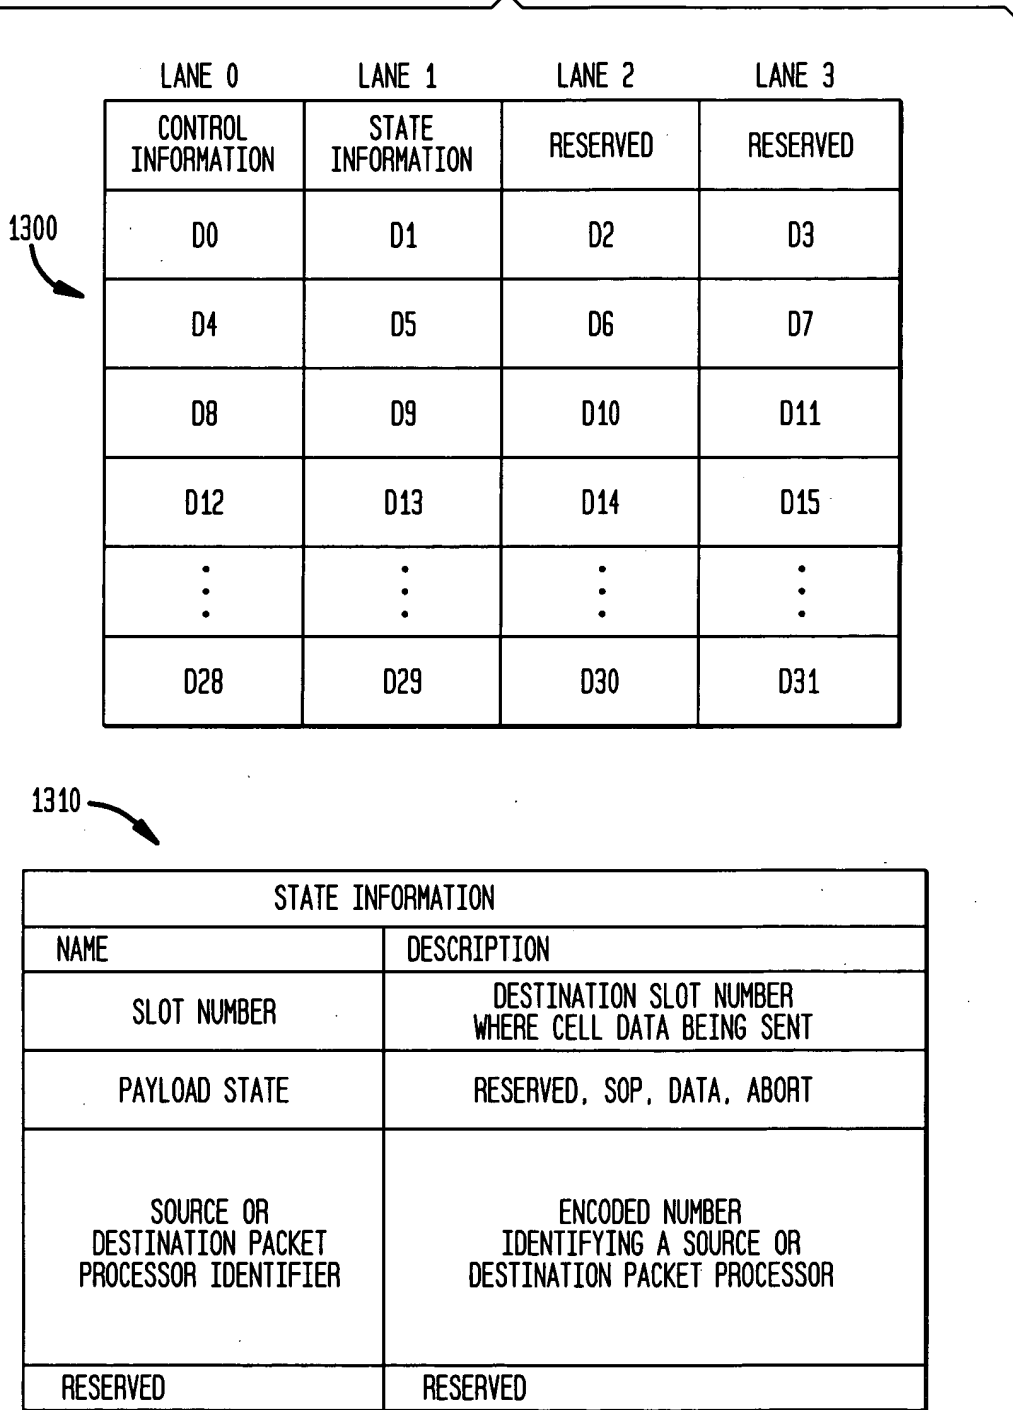 LANE 0 LANE 1 LANE 2 LANE 3
CONTROL INFORMATION STATE INFORMATION RESERVED RESERVED
1300
D0 D1 D2 D3
D4 D5 D6 D7
D8 D9 D10 D11
D12 D13 D14 D15
D28 D29 D30 D31
1310
STATE INFORMATION
NAME DESCRIPTION
SLOT NUMBER DESTINATION SLOT NUMBER
WHERE CELL DATA BEING SENT
PAYLOAD STATE RESERVED, SOP, DATA, ABORT
SOURCE OR
DESTINATION PACKET
PROCESSOR IDENTIFIER
ENCODED NUMBER
IDENTIFYING A SOURCE OR
DESTINATION PACKET PROCESSOR
RESERVED RESERVED